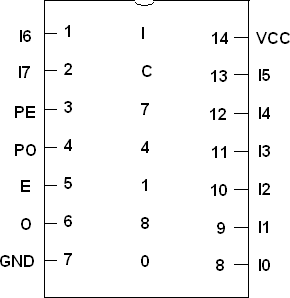 I6 1 I 14 VCC
I7 2 C 13 I5
PE 3 7 12 I4
PO 4 4 11 I3
E 5 1 10 I2
O 6 8 9 I1
GND 7 0 8 I0